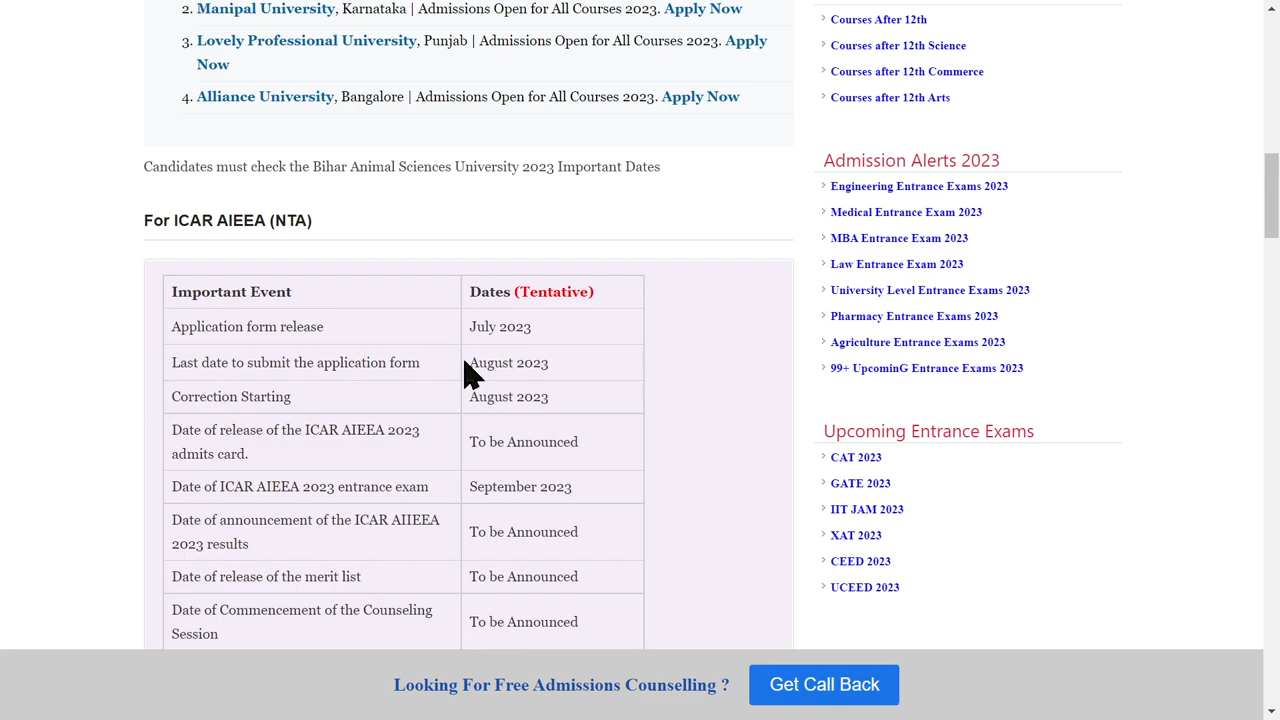 2. Manipal University, Karnataka | Admissions Open for All Courses 2023. Apply Now
3. Lovely Professional University, Punjab | Admissions Open for All Courses 2023. Apply
Now
4. Alliance University, Bangalore | Admissions Open for All Courses 2023. Apply Now
Candidates must check the Bihar Animal Sciences University 2023 Important Dates
For ICAR AIEEA (NTA)
Important Event Dates (Tentative)
Application form release July 2023
Last date to submit the application form August 2023
Correction Starting August 2023
Date of release of the ICAR AIEEA 2023
admits card. To be Announced
Date of ICAR AIEEA 2023 entrance exam September 2023
Date of announcement of the ICAR AIIEEA
2023 results To be Announced
Date of release of the merit list To be Announced
Date of Commencement of the Counseling
Session To be Announced
Courses After 12th
Courses after 12th Science
Courses after 12th Commerce
Courses after 12th Arts
Admission Alerts 2023
Engineering Entrance Exams 2023
Medical Entrance Exam 2023
MBA Entrance Exam 2023
Law Entrance Exam 2023
University Level Entrance Exams 2023
Pharmacy Entrance Exams 2023
Agriculture Entrance Exams 2023
99+ UpcominG Entrance Exams 2023
Upcoming Entrance Exams
CAT 2023
GATE 2023
IIT JAM 2023
XAT 2023
CEED 2023
UCEED 2023
Looking For Free Admissions Counselling ? Get Call Back